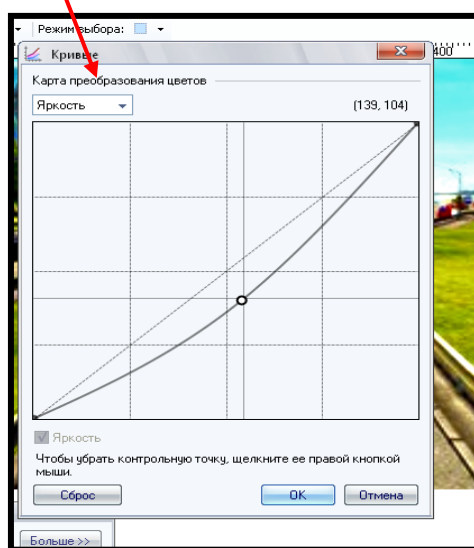 Режим выбора:
400
Кривые
Карта преобразования цветов
Яркость
(139, 104)
Яркость
Чтобы убрать контрольную точку, щелкните ее правой кнопкой
мыши.
Сброс
OK
Отмена
Больше >>